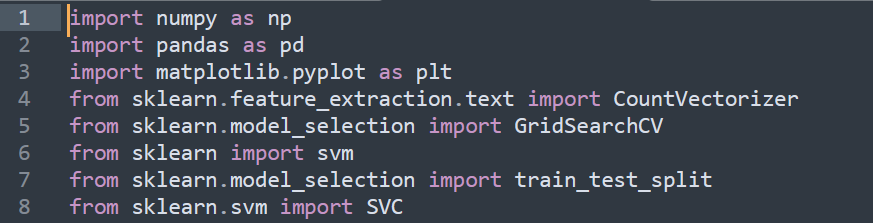 1 import numpy as np
2 import pandas as pd
3 import matplotlib.pyplot as plt
4 from sklearn.feature_extraction.text import CountVectorizer
5 from sklearn.model_selection import GridSearchCV
6 from sklearn import svm
7 from sklearn.model_selection import train_test_split
8 from sklearn.svm import SVC